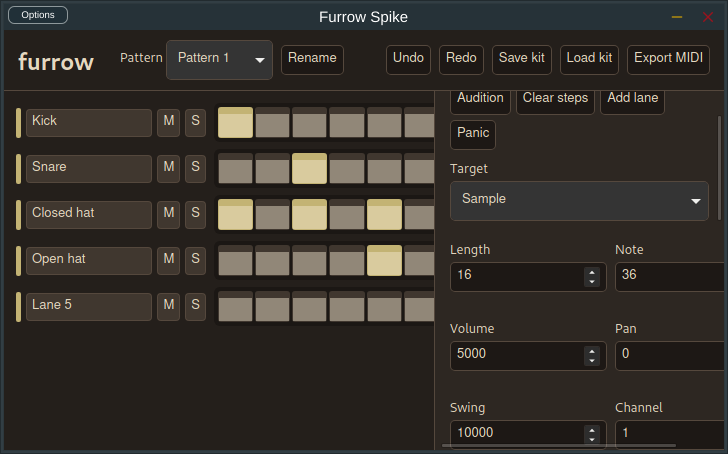 Options
Furrow Spike
furrow
Pattern Pattern 1 Rename Undo Redo Save kit Load kit Export MIDI
Audition Clear steps Add lane
Panic
Kick M S
Snare M S
Closed hat M S
Open hat M S
Lane 5 M S
Target
Sample
Length Note
16 36
Volume Pan
5000 0
Swing Channel
10000 1